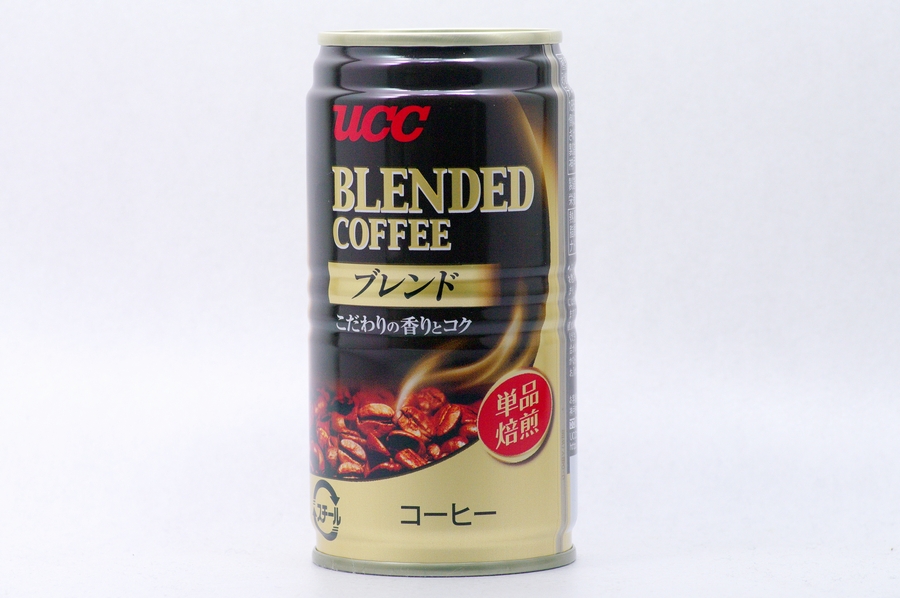 UCC
BLENDED
COFFEE
ブレンド
こだわりの香りとコク
単品
焙煎
スチール
コーヒー